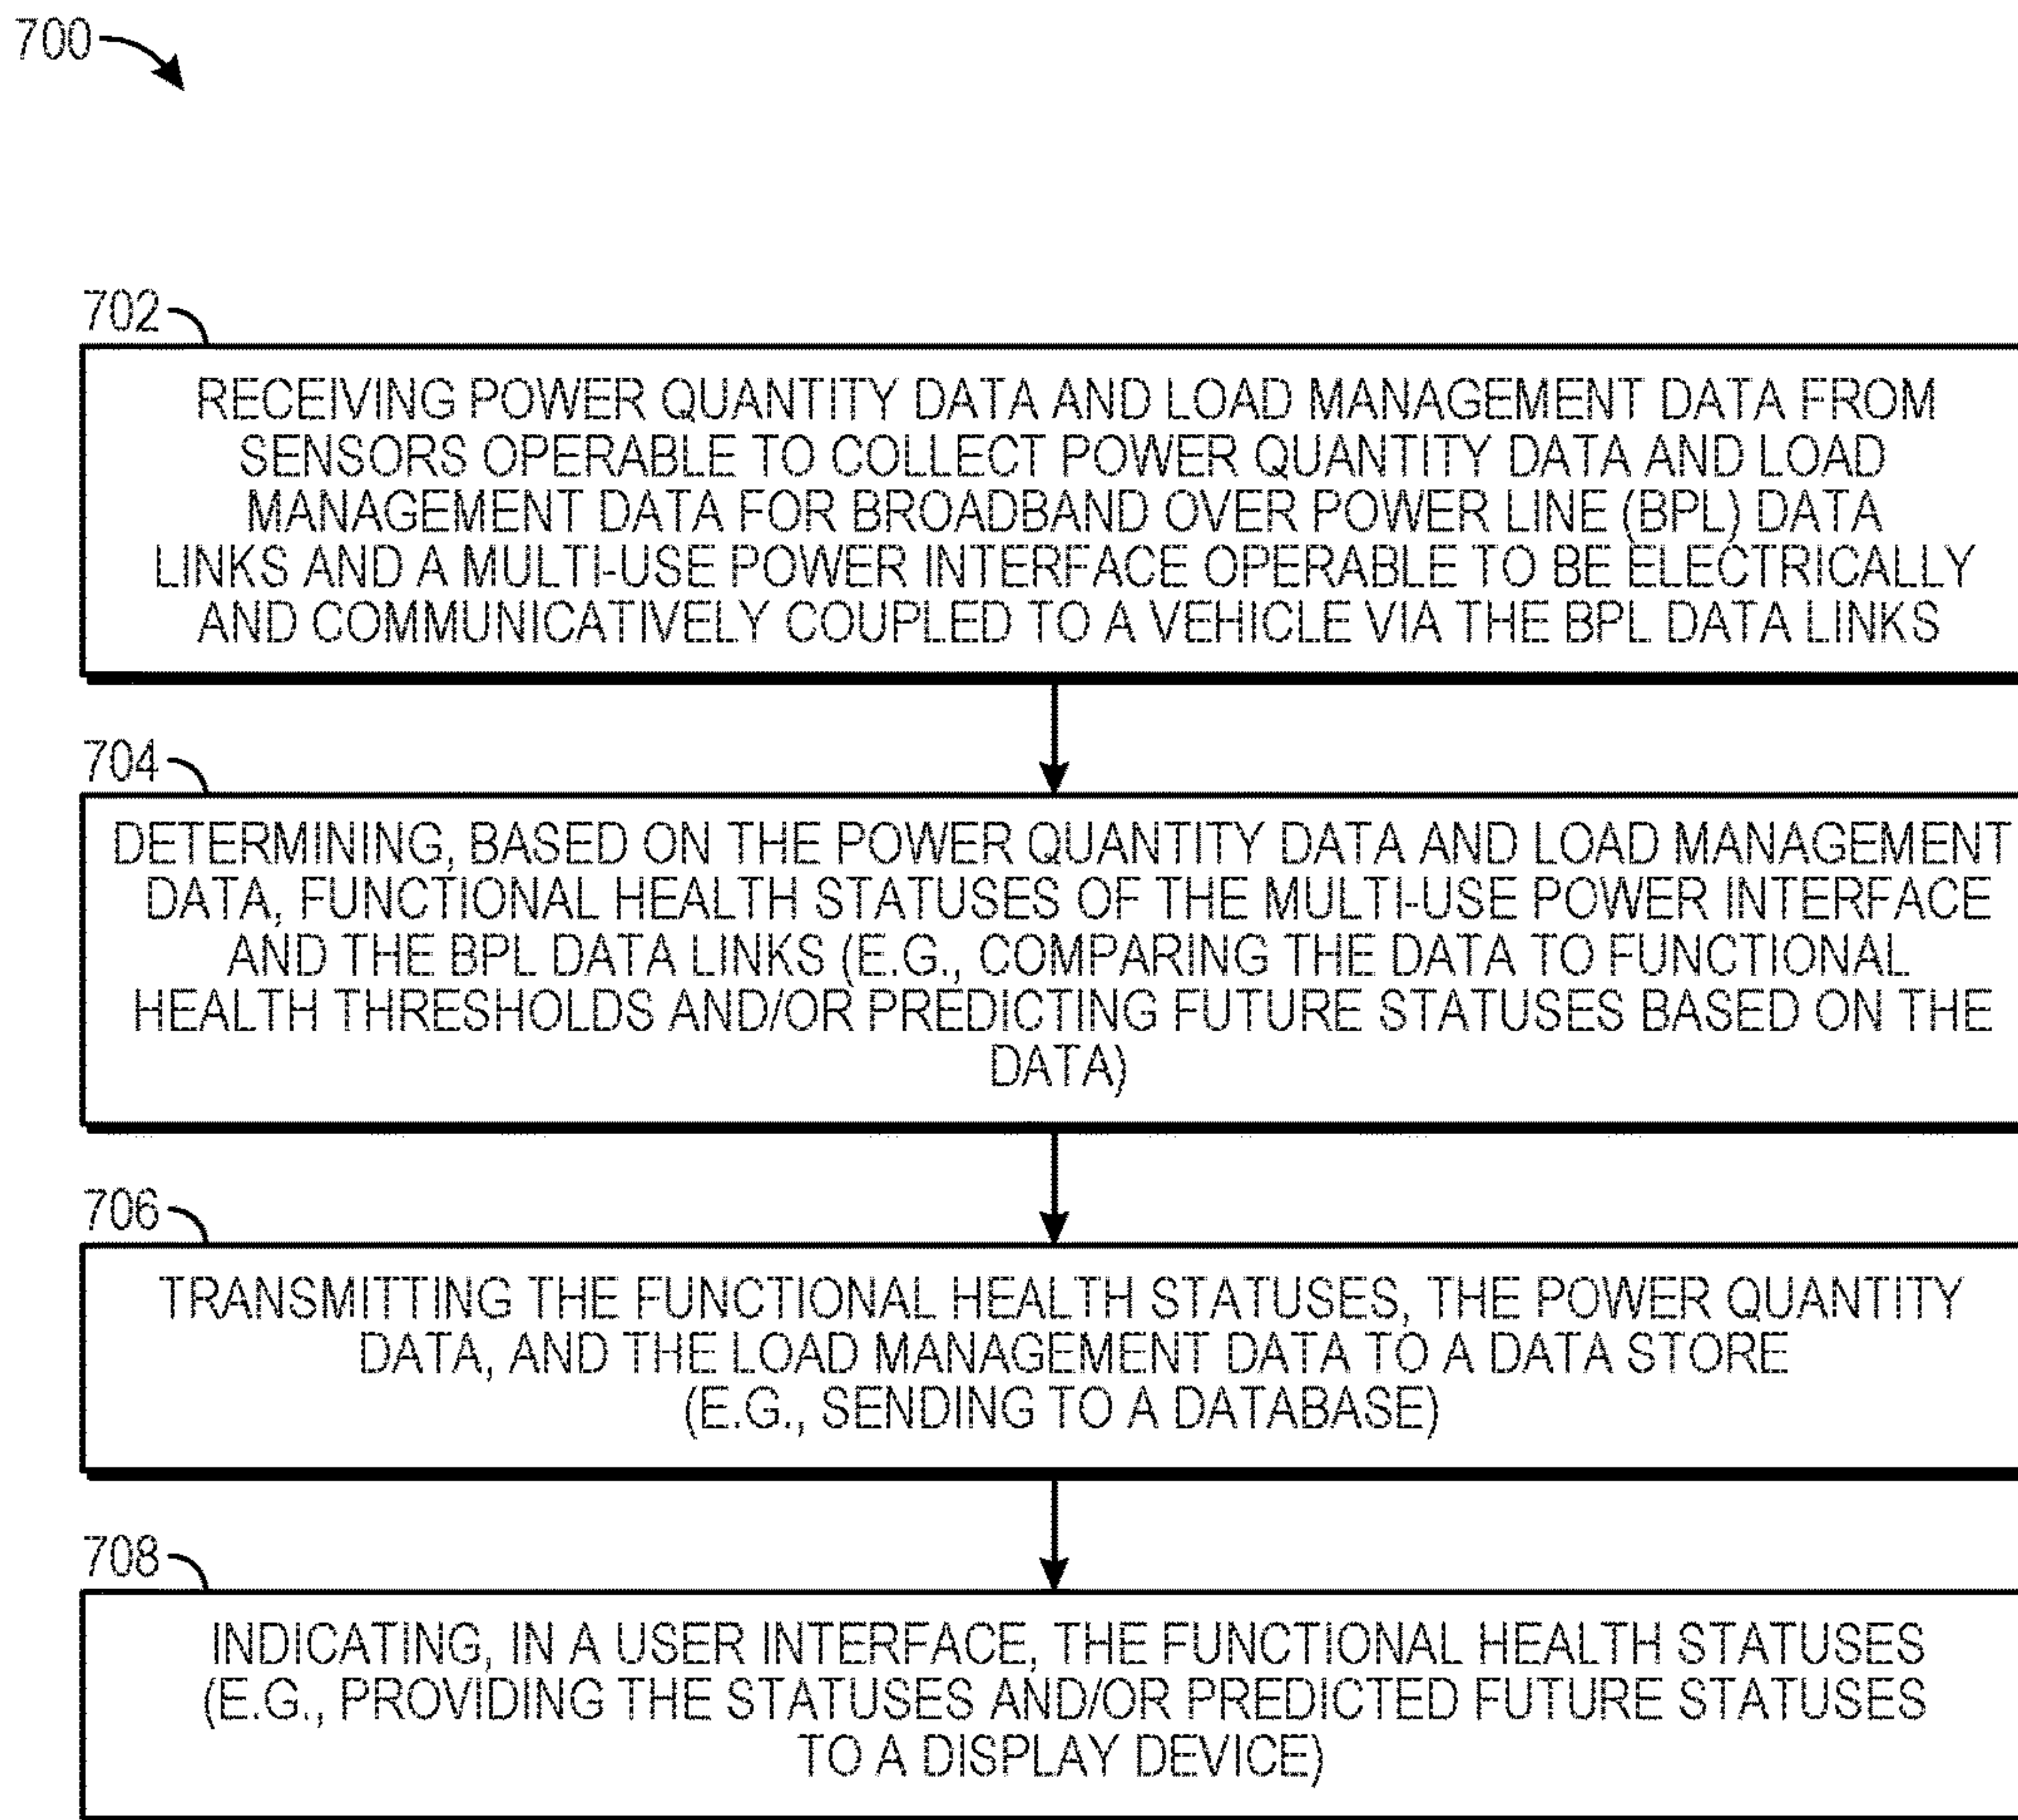 700
702
RECEIVING POWER QUANTITY DATA AND LOAD MANAGEMENT DATA FROM
SENSORS OPERABLE TO COLLECT POWER QUANTITY DATA AND LOAD
MANAGEMENT DATA FOR BROADBAND OVER POWER LINE (BPL) DATA
LINKS AND A MULTI-USE POWER INTERFACE OPERABLE TO BE ELECTRICALLY
AND COMMUNICATIVELY COUPLED TO A VEHICLE VIA THE BPL DATA LINKS
704
DETERMINING, BASED ON THE POWER QUANTITY DATA AND LOAD MANAGEMENT
DATA, FUNCTIONAL HEALTH STATUSES OF THE MULTI-USE POWER INTERFACE
AND THE BPL DATA LINKS (E.G., COMPARING THE DATA TO FUNCTIONAL
HEALTH THRESHOLDS AND/OR PREDICTING FUTURE STATUSES BASED ON THE
DATA)
706
TRANSMITTING THE FUNCTIONAL HEALTH STATUSES, THE POWER QUANTITY
DATA, AND THE LOAD MANAGEMENT DATA TO A DATA STORE
(E.G., SENDING TO A DATABASE)
708
INDICATING, IN A USER INTERFACE, THE FUNCTIONAL HEALTH STATUSES
(E.G., PROVIDING THE STATUSES AND/OR PREDICTED FUTURE STATUSES
TO A DISPLAY DEVICE)